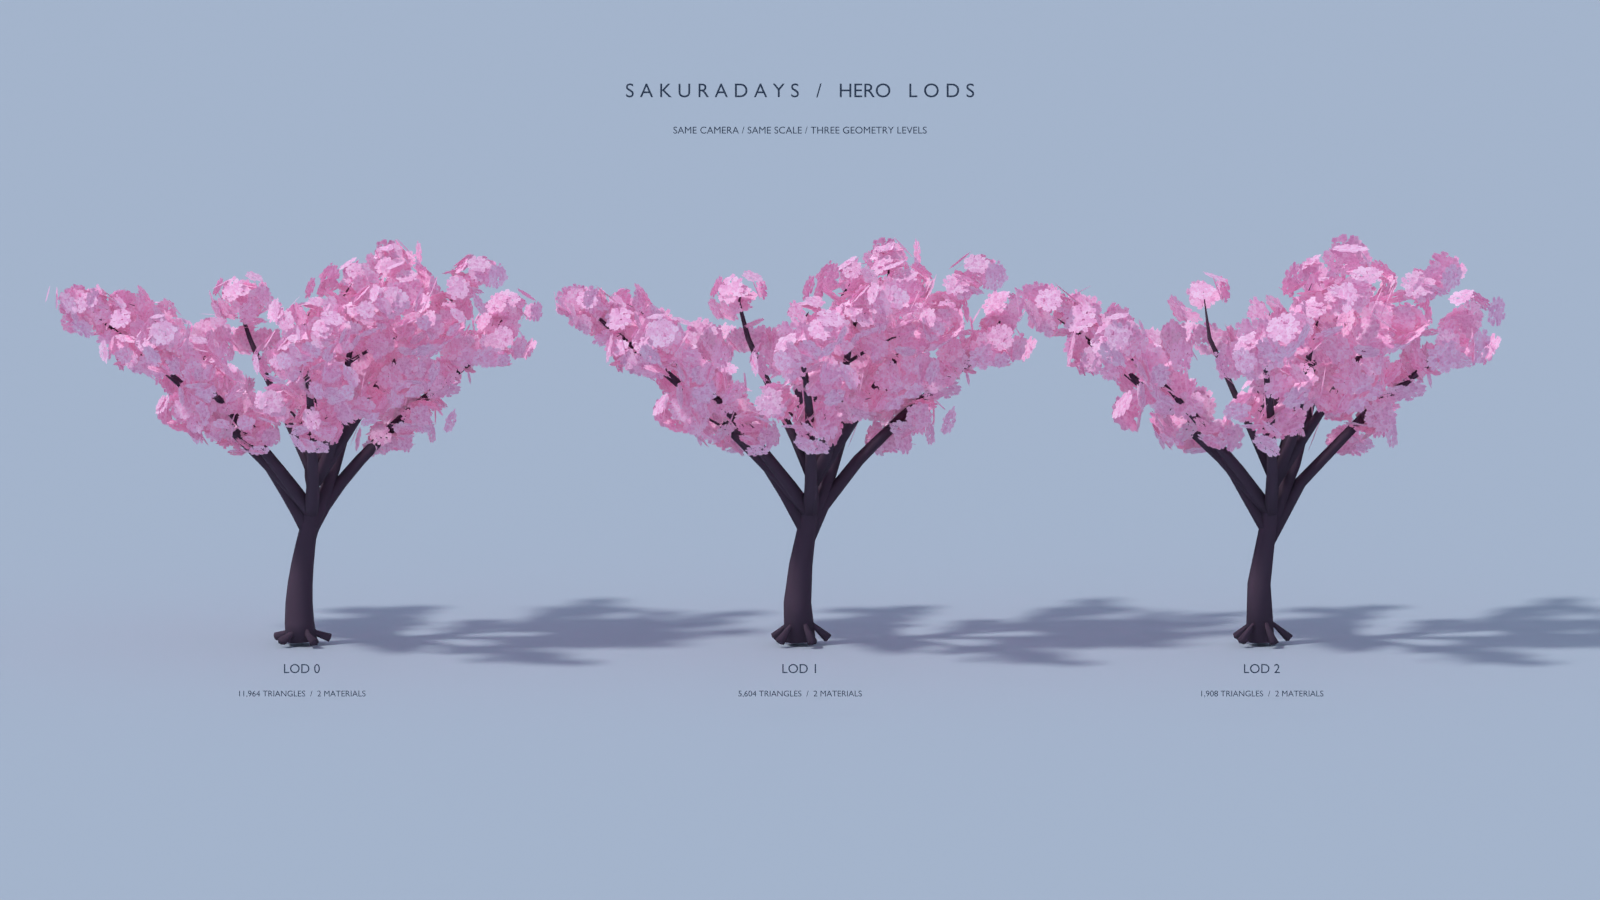 SAKURADAYS / HERO LODS
SAME CAMERA / SAME SCALE / THREE GEOMETRY LEVELS
LOD 0
11,964 TRIANGLES / 2 MATERIALS
LOD 1
5,604 TRIANGLES / 2 MATERIALS
LOD 2
1,908 TRIANGLES / 2 MATERIALS